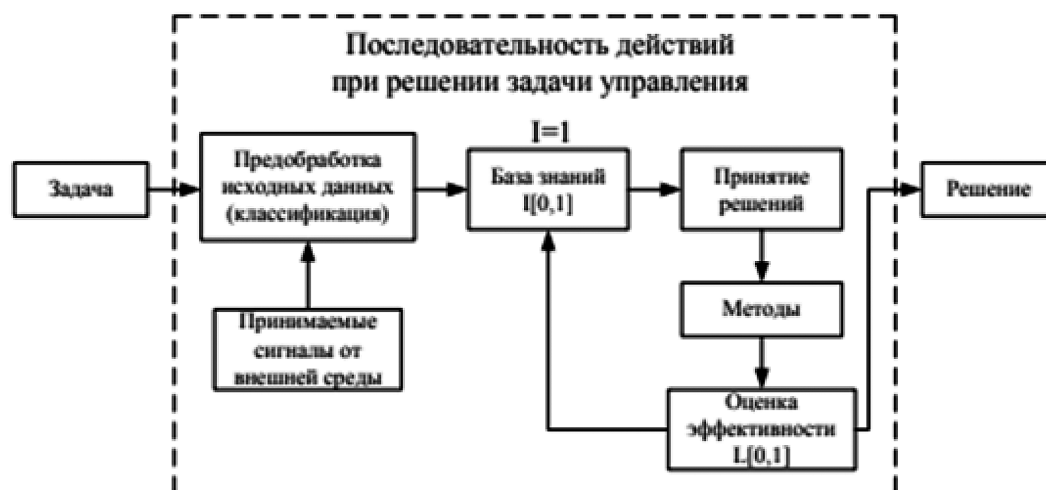 Последовательность действий
при решении задачи управления
I=1
Задача
Предобработка
исходных данных
(классификация)
База знаний
I[0,1]
Принятие
решений
Решение
Методы
Принимаемые
сигналы от
внешней среды
Оценка
эффективности
L[0,1]